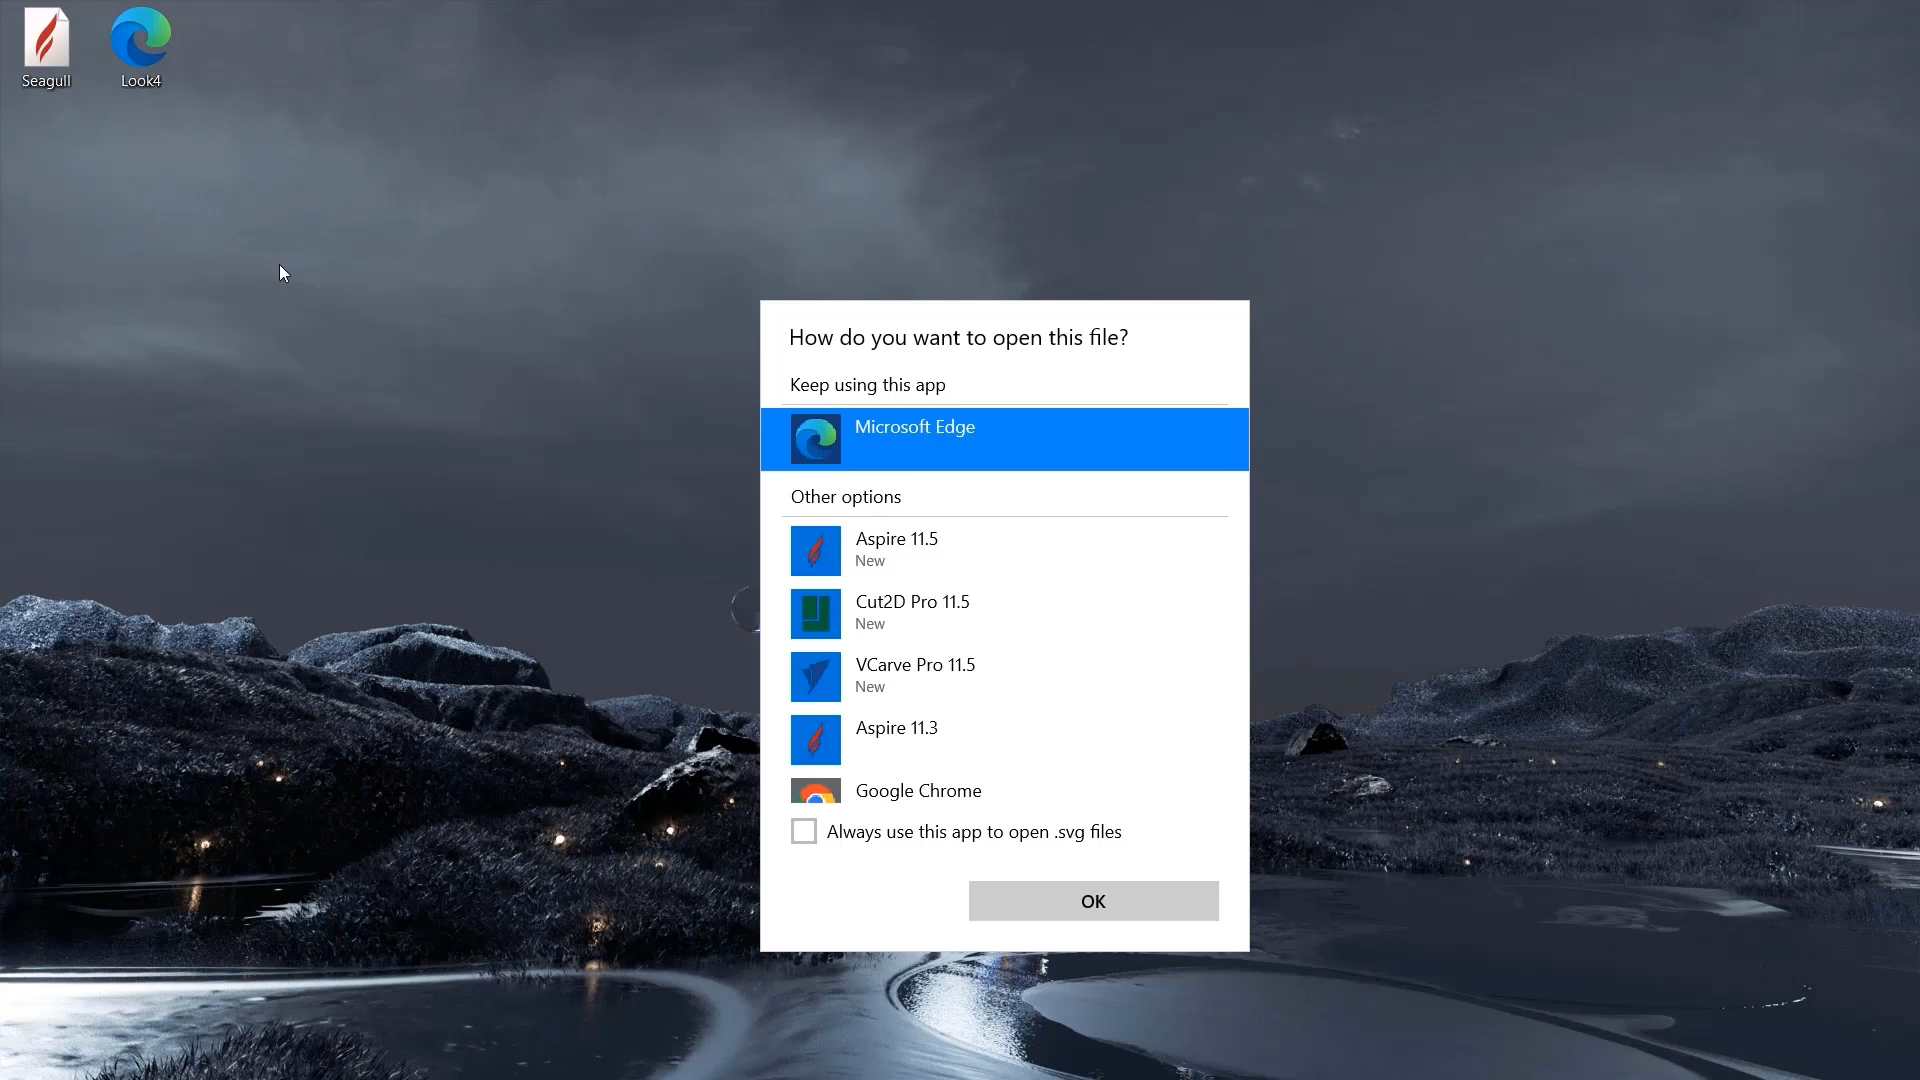 Seagull
Look4
How do you want to open this file?
Keep using this app
Microsoft Edge
Other options
Aspire 11.5
New
Cut2D Pro 11.5
New
VCarve Pro 11.5
New
Aspire 11.3
Google Chrome
Always use this app to open .svg files
OK